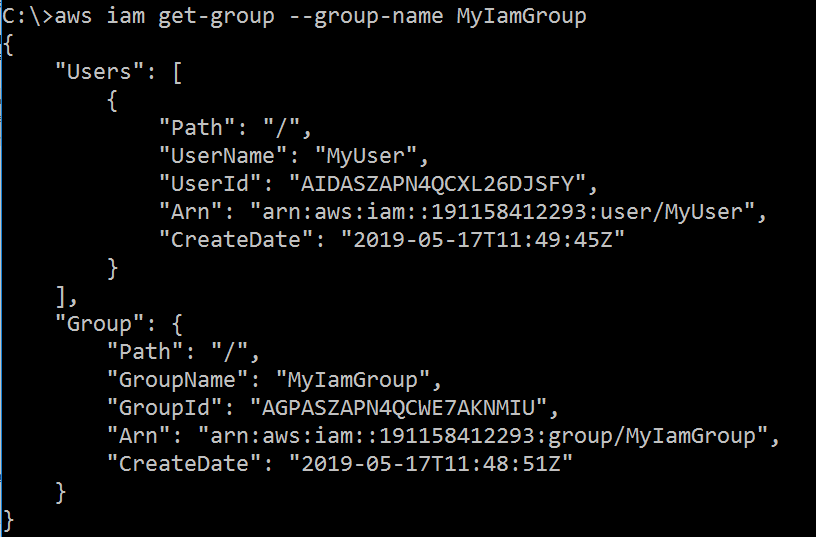 C:\>aws iam get-group --group-name MyIamGroup
{
    "Users": [
        {
            "Path": "/",
            "UserName": "MyUser",
            "UserId": "AIDASZAPN4QCXL26DJSFY",
            "Arn": "arn:aws:iam::191158412293:user/MyUser",
            "CreateDate": "2019-05-17T11:49:45Z"
        }
    ],
    "Group": {
        "Path": "/",
        "GroupName": "MyIamGroup",
        "GroupId": "AGPASZAPN4QCWE7AKNMIU",
        "Arn": "arn:aws:iam::191158412293:group/MyIamGroup",
        "CreateDate": "2019-05-17T11:48:51Z"
    }
}